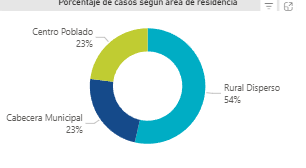 Porcentaje de casos según área de residencia
Centro Poblado
23%
Rural Disperso
54%
Cabecera Municipal
23%